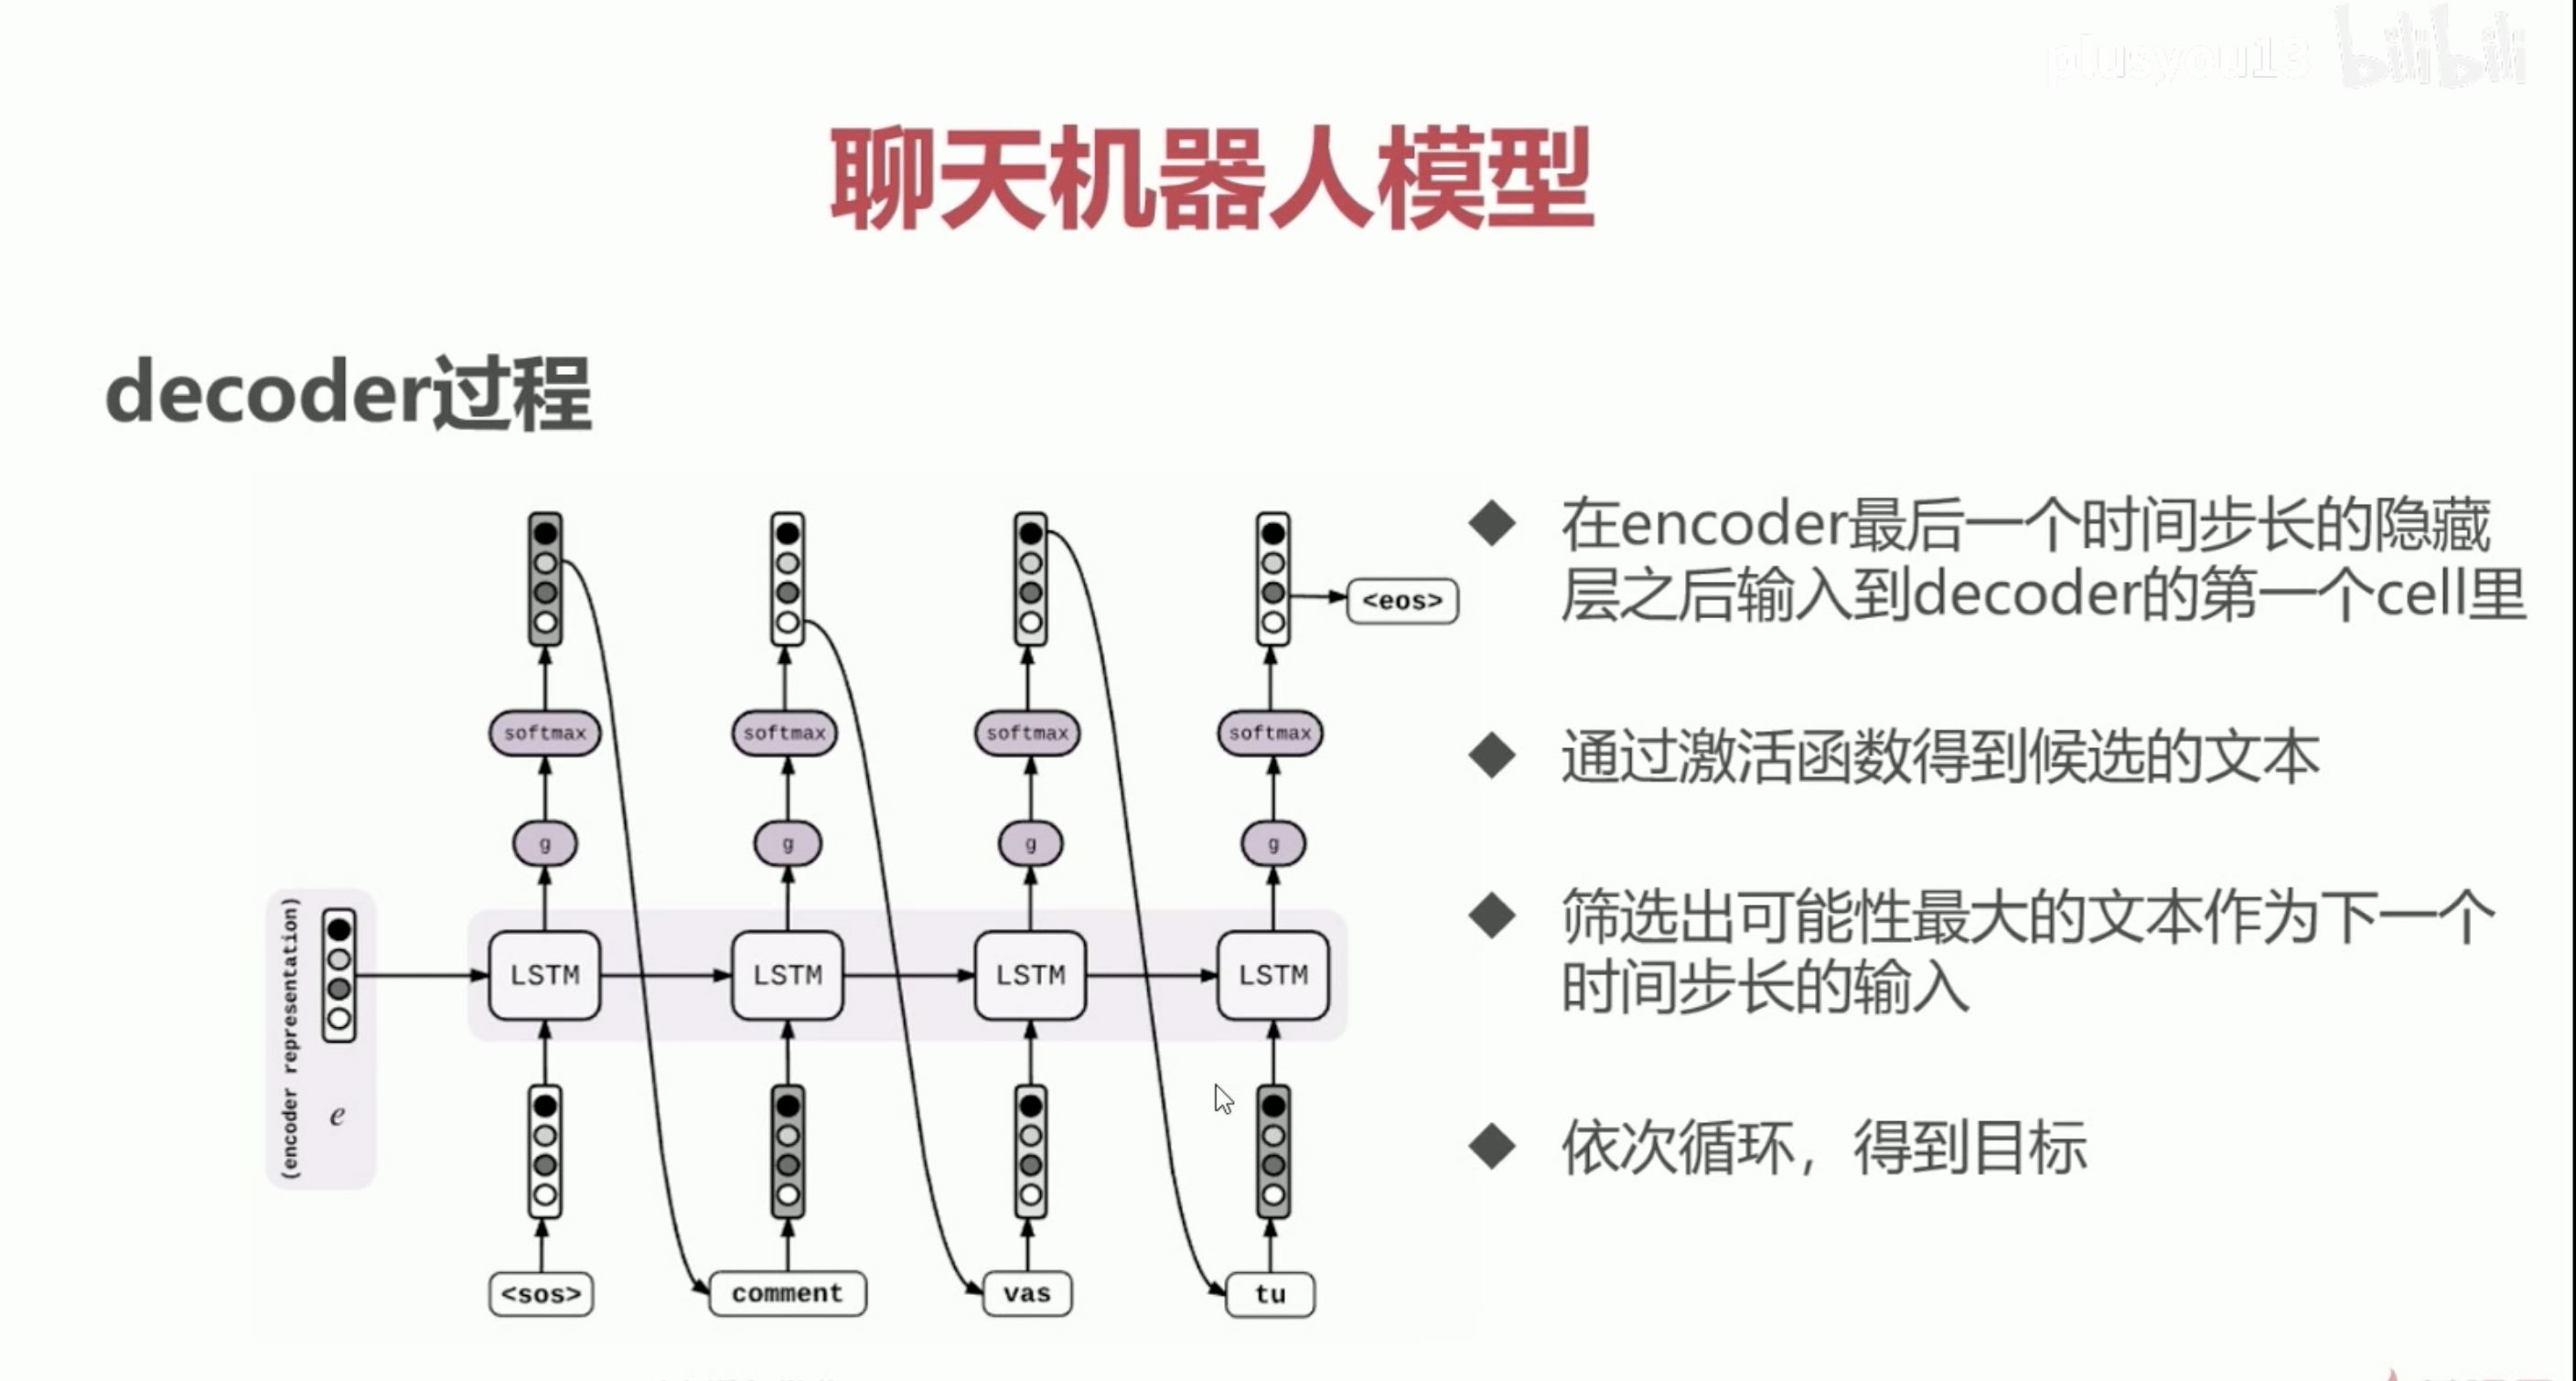 plusyou13 bilibili
聊天机器人模型
decoder过程
<eos>
softmax softmax softmax softmax
g g g g
(encoder representation)
e
LSTM LSTM LSTM LSTM
<sos> comment vas tu
在encoder最后一个时间步长的隐藏
层之后输入到decoder的第一个cell里
通过激活函数得到候选的文本
筛选出可能性最大的文本作为下一个
时间步长的输入
依次循环，得到目标